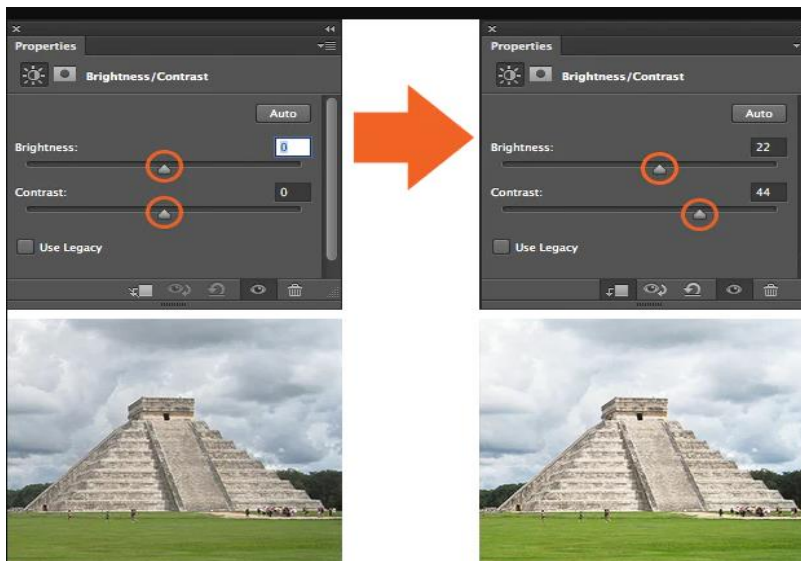 Properties
Brightness/Contrast
Auto
Brightness: 0
Contrast: 0
Use Legacy
Properties
Brightness/Contrast
Auto
Brightness: 22
Contrast: 44
Use Legacy